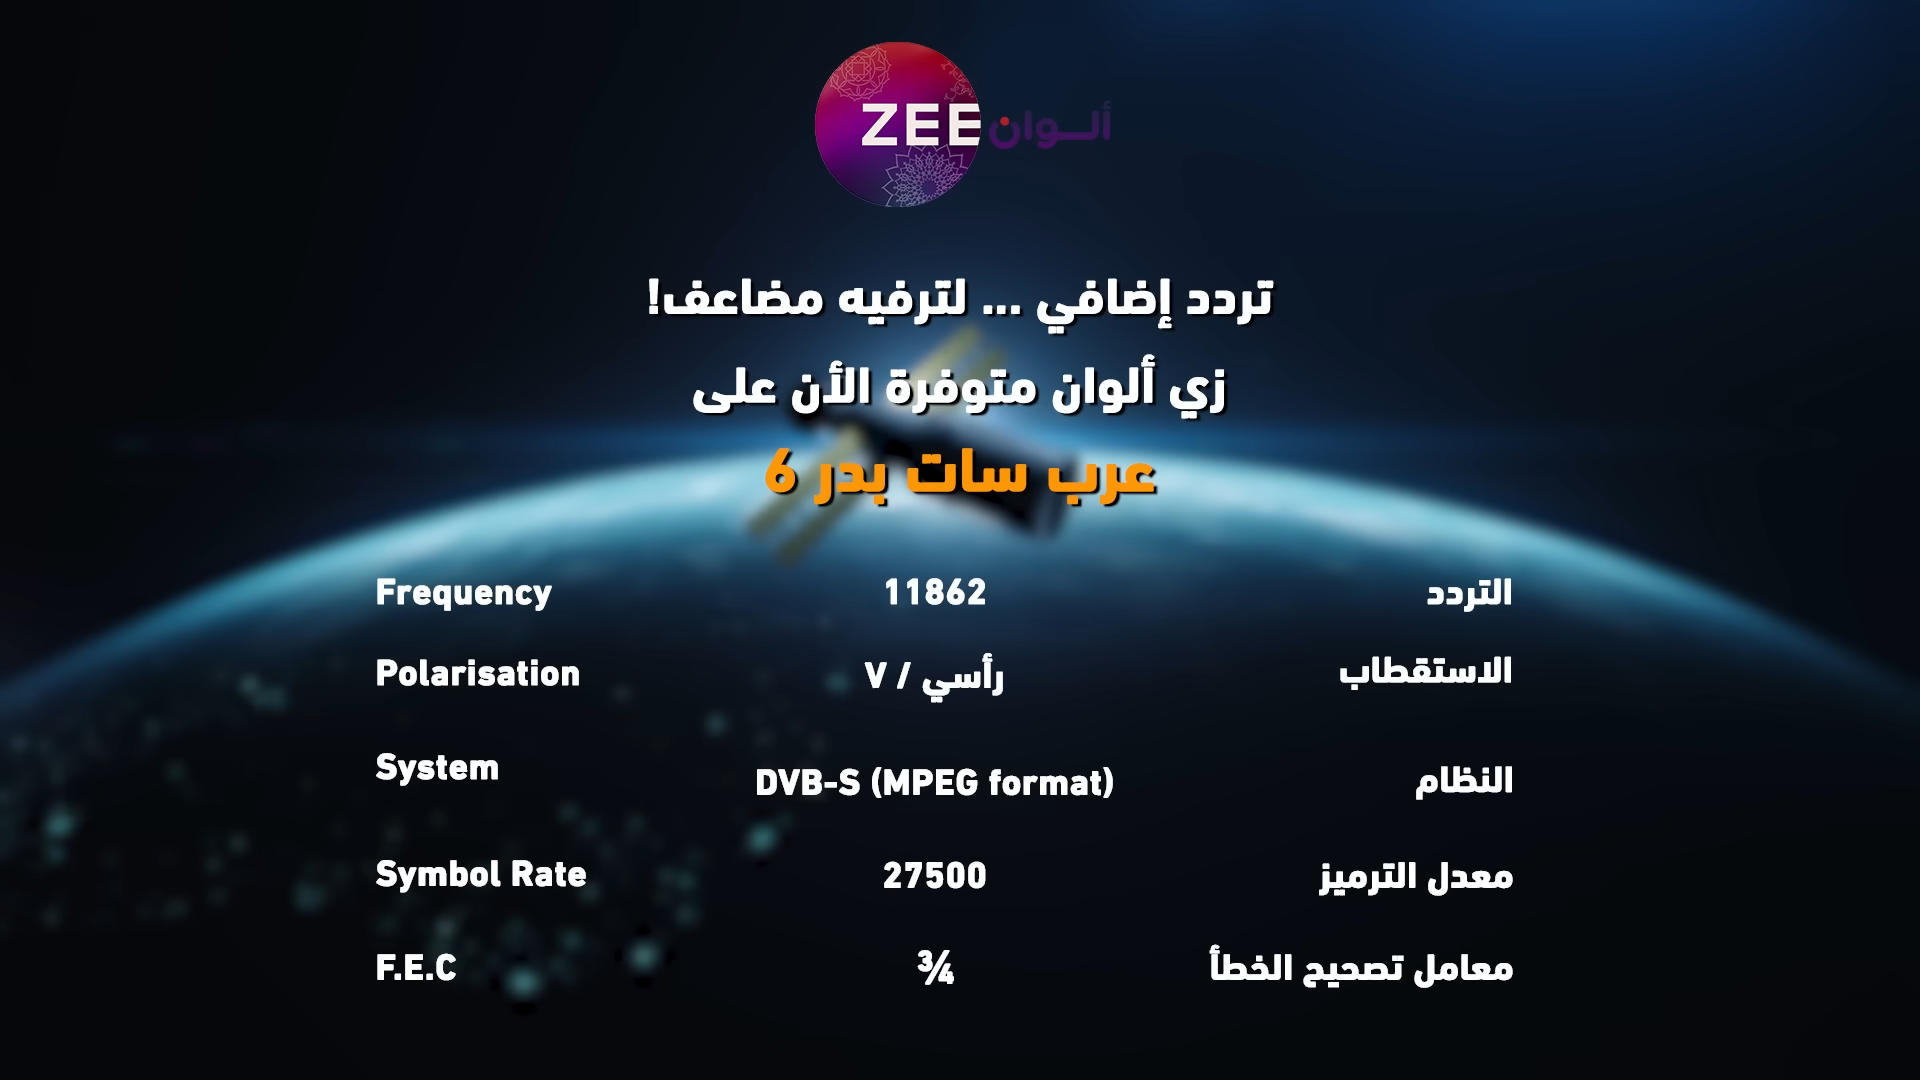 ZEE ألوان
تردد إضافي ... لترفيه مضاعف!
زي ألوان متوفرة الأن على
عرب سات بدر 6
Frequency 11862 التردد
Polarisation رأسي / V الاستقطاب
System DVB-S (MPEG format) النظام
Symbol Rate 27500 معدل الترميز
F.E.C ¾ معامل تصحيح الخطأ